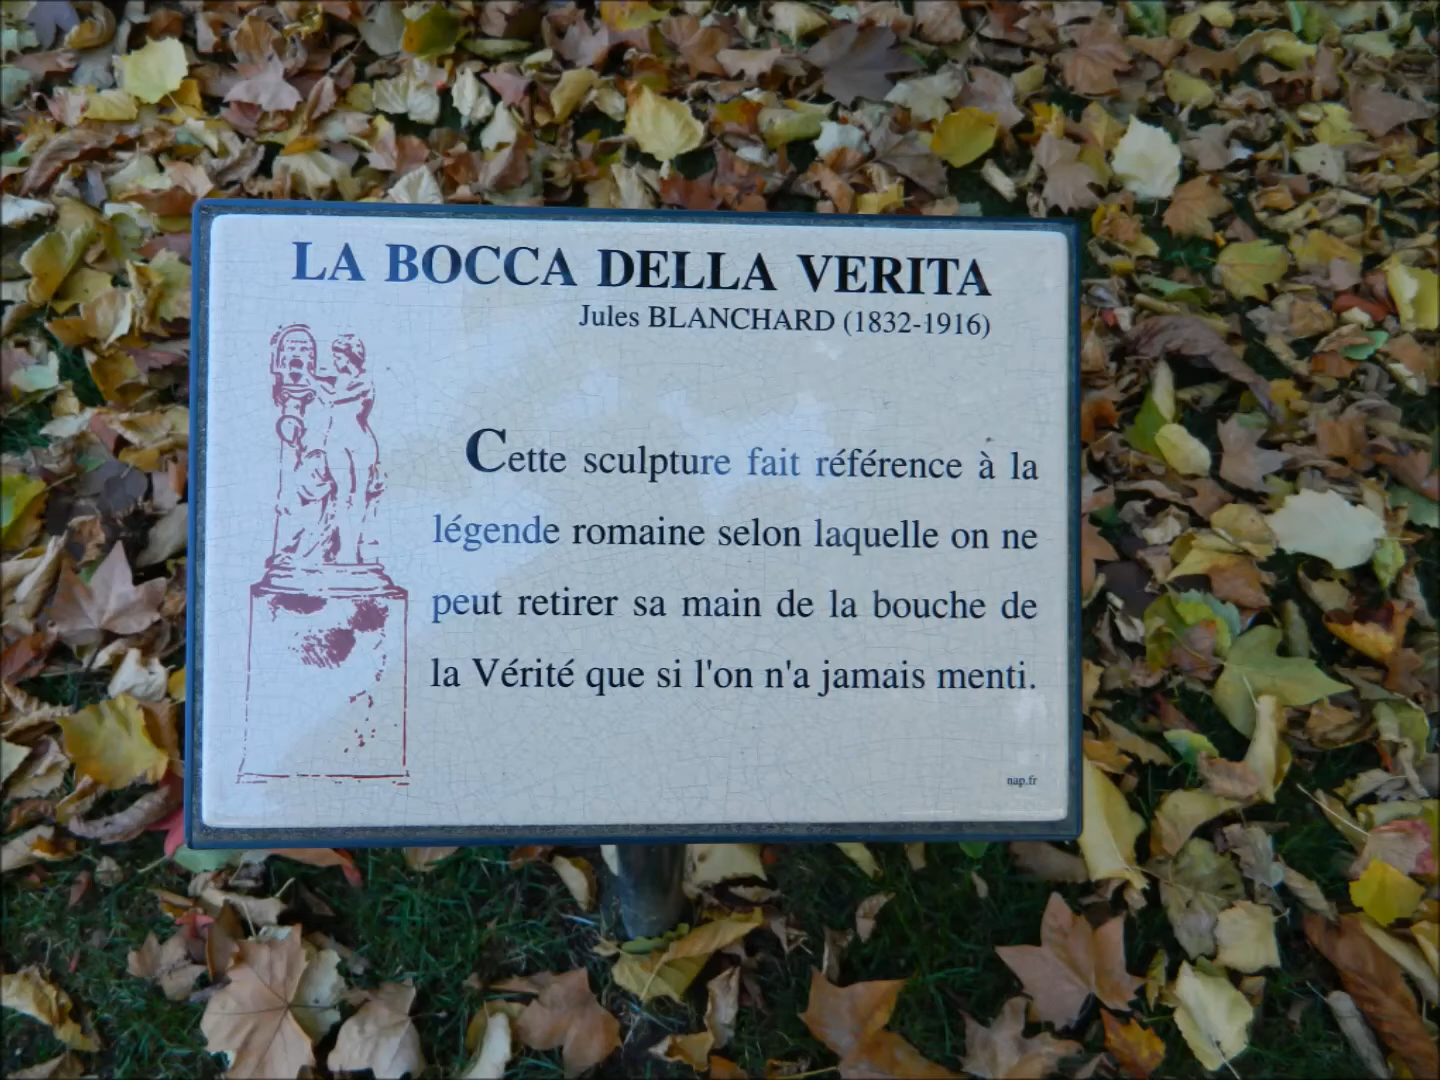 LA BOCCA DELLA VERITA
Jules BLANCHARD (1832-1916)
Cette sculpture fait référence à la
légende romaine selon laquelle on ne
peut retirer sa main de la bouche de
la Vérité que si l'on n'a jamais menti.
nap.fr